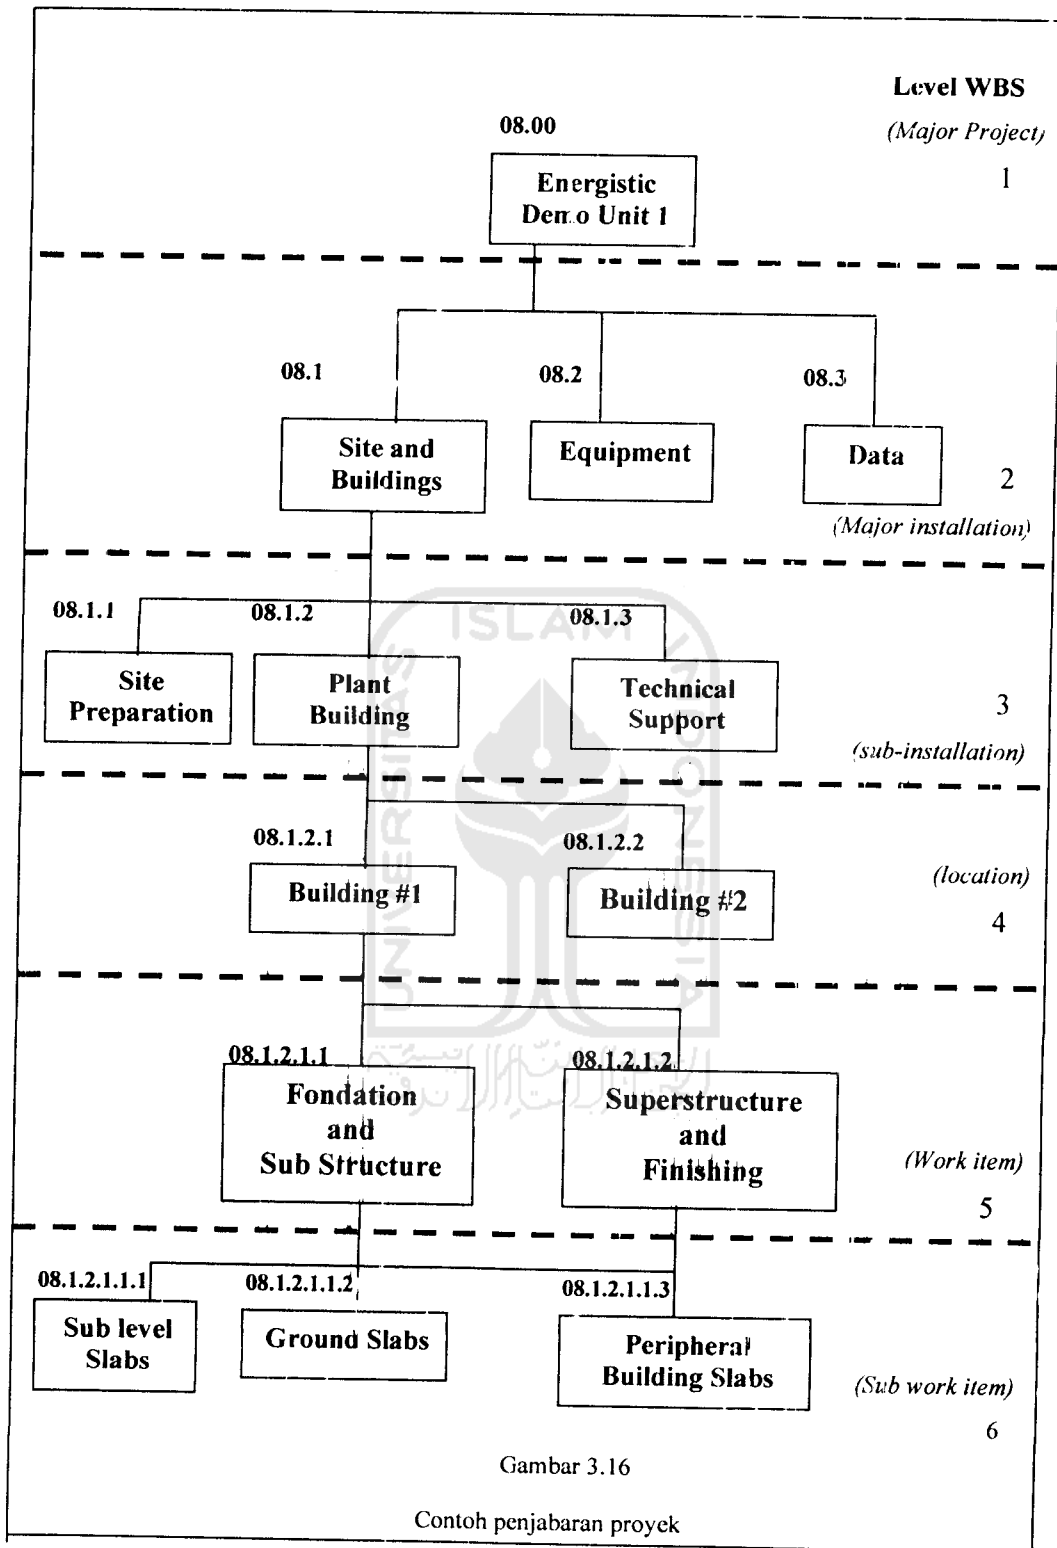 Level WBS
08.00
(Major Project)
1
Energistic
Demo Unit 1
08.1
08.2
08.3
Site and
Buildings
Equipment
Data
2
(Major installation)
08.1.1
08.1.2
08.1.3
ISLAM
UNIVERSITAS
INDONESIA
Site
Preparation
Plant
Building
Technical
Support
3
(sub-installation)
08.1.2.1
08.1.2.2
Building #1
Building #2
(location)
4
08.1.2.1.1
08.1.2.1.2
Fondation
and
Sub Structure
Superstructure
and
Finishing
(Work item)
5
08.1.2.1.1.1
08.1.2.1.1.2
08.1.2.1.1.3
Sub level
Slabs
Ground Slabs
Peripheral
Building Slabs
(Sub work item)
6
Gambar 3.16
Contoh penjabaran proyek